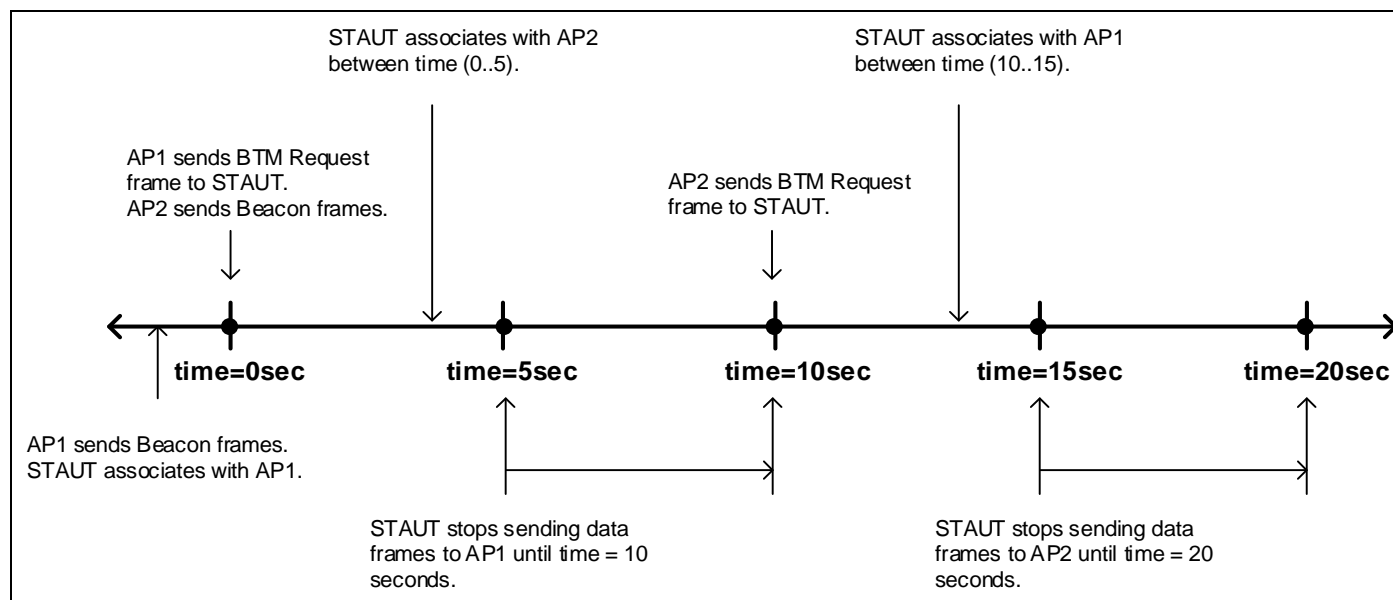 STAUT associates with AP2
between time (0..5).
STAUT associates with AP1
between time (10..15).
AP1 sends BTM Request
frame to STAUT.
AP2 sends Beacon frames.
AP2 sends BTM Request
frame to STAUT.
time=0sec
time=5sec
time=10sec
time=15sec
time=20sec
AP1 sends Beacon frames.
STAUT associates with AP1.
STAUT stops sending data
frames to AP1 until time = 10
seconds.
STAUT stops sending data
frames to AP2 until time = 20
seconds.